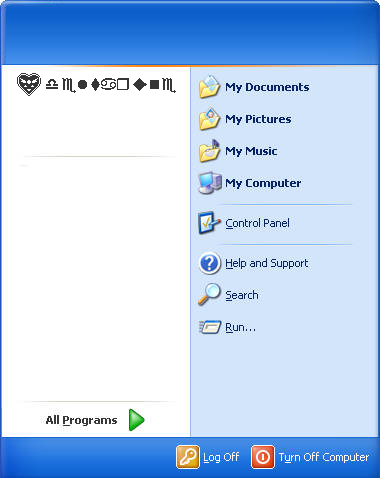 ♎♏●⧫♋❒ ◆■♏
My Documents
My Pictures
My Music
My Computer
Control Panel
Help and Support
Search
Run...
All Programs
Log Off
Turn Off Computer